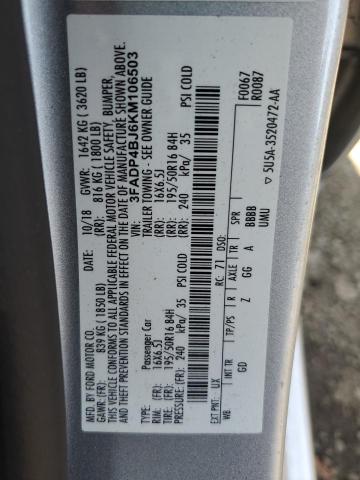 MFD. BY FORD MOTOR CO.
DATE: 10/18 GVWR: 1642 KG ( 3620 LB)
GAWR: (FR): 839 KG ( 1850 LB) (RR): 816 KG ( 1800 LB)
THIS VEHICLE CONFORMS TO ALL APPLICABLE FEDERAL MOTOR VEHICLE SAFETY, BUMPER,
AND THEFT PREVENTION STANDARDS IN EFFECT ON THE DATE OF MANUFACTURE SHOWN ABOVE.
VIN: 3FADP4BJ6KM106503
TYPE: Passenger Car TRAILER TOWING - SEE OWNER GUIDE
RIM: (FR): 16X6.5J (RR): 16X6.5J
TIRE: (FR): 195/50R16 84H (RR): 195/50R16 84H
PRESSURE:(FR): 240 kPa/ 35 PSI COLD (RR): 240 kPa/ 35 PSI COLD
F0067
R0087
EXT PNT: UX RC: 71 DSO:
WB INT TR TP/PS R AXLE TR SPR
GD Z GG A BBBB
UMU
▽ 5U5A-3520472-AA